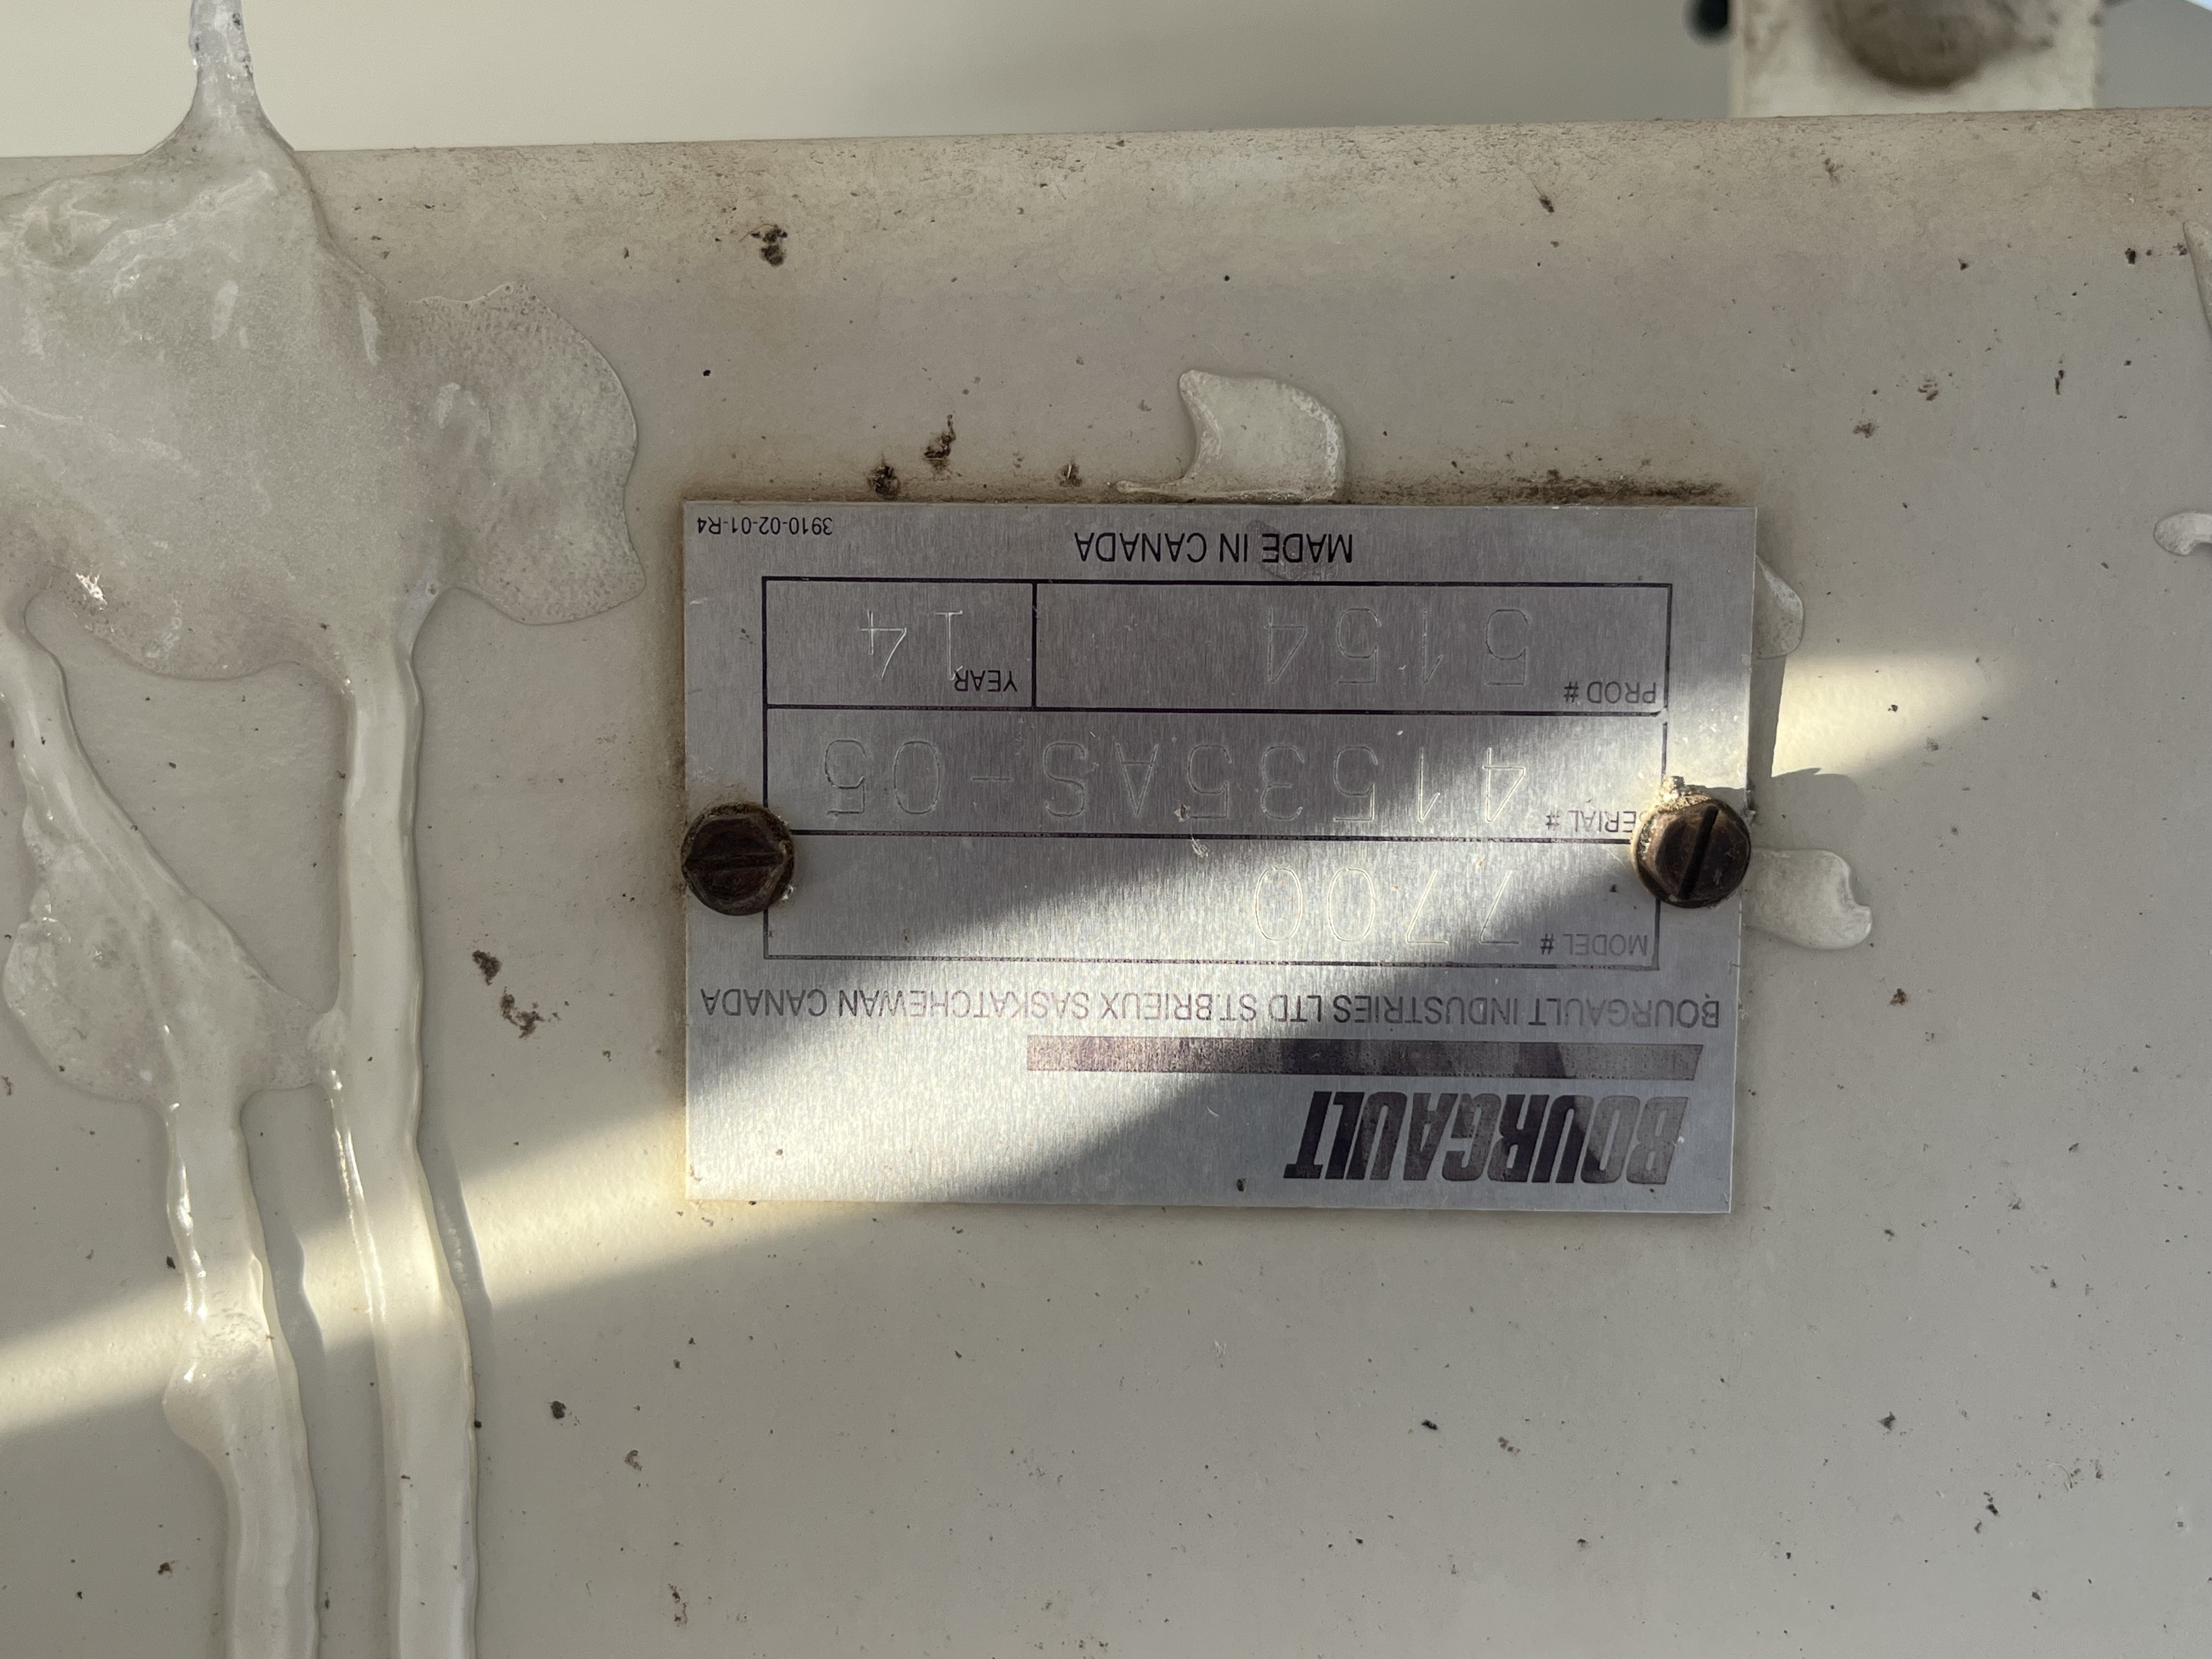 BOURGAULT
BOURGAULT INDUSTRIES LTD ST.BRIEUX SASKATCHEWAN CANADA
MODEL # 7700
SERIAL # 41535AS-05
PROD # 5154 YEAR 14
MADE IN CANADA
3910-02-01-R4